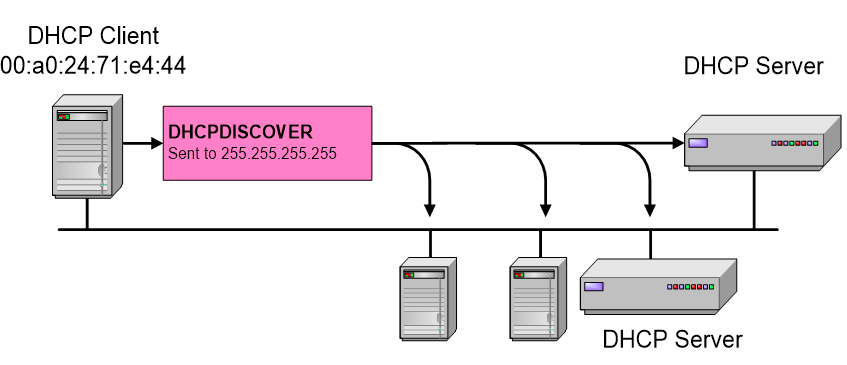 DHCP Client
00:a0:24:71:e4:44
DHCP Server
DHCPDISCOVER
Sent to 255.255.255.255
DHCP Server